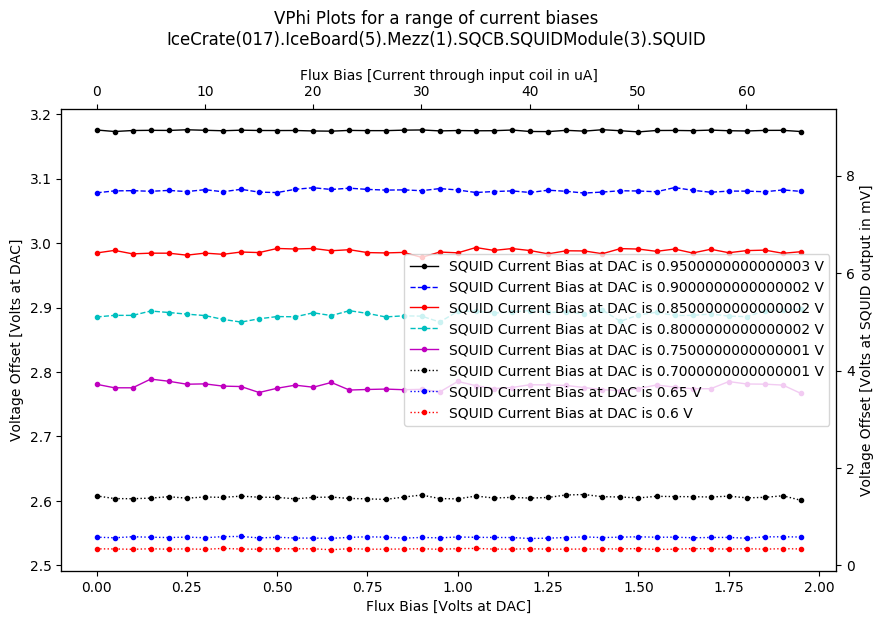 VPhi Plots for a range of current biases
IceCrate(017).IceBoard(5).Mezz(1).SQCB.SQUIDModule(3).SQUID
Flux Bias [Current through input coil in uA]
0 10 20 30 40 50 60
3.2
3.1
3.0
2.9
2.8
2.7
2.6
2.5
Voltage Offset [Volts at DAC]
8
6
4
2
0
Voltage Offset [Volts at SQUID output in mV]
SQUID Current Bias at DAC is 0.9500000000000003 V
SQUID Current Bias at DAC is 0.9000000000000002 V
SQUID Current Bias at DAC is 0.8500000000000002 V
SQUID Current Bias at DAC is 0.8000000000000002 V
SQUID Current Bias at DAC is 0.7500000000000001 V
SQUID Current Bias at DAC is 0.7000000000000001 V
SQUID Current Bias at DAC is 0.65 V
SQUID Current Bias at DAC is 0.6 V
0.00 0.25 0.50 0.75 1.00 1.25 1.50 1.75 2.00
Flux Bias [Volts at DAC]